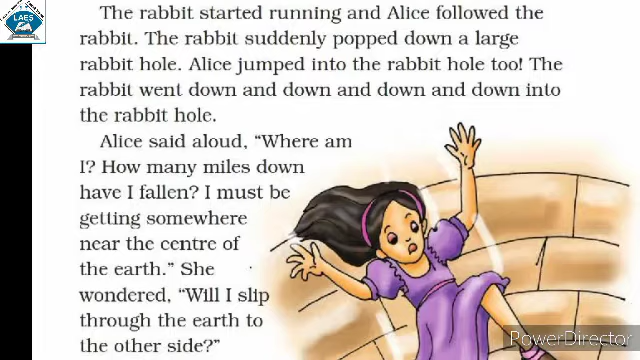 LAES
The rabbit started running and Alice followed the
rabbit. The rabbit suddenly popped down a large
rabbit hole. Alice jumped into the rabbit hole too! The
rabbit went down and down and down and down into
the rabbit hole.
Alice said aloud, “Where am
I? How many miles down
have I fallen? I must be
getting somewhere
near the centre of
the earth.” She
wondered, “Will I slip
through the earth to
the other side?”
PowerDirector